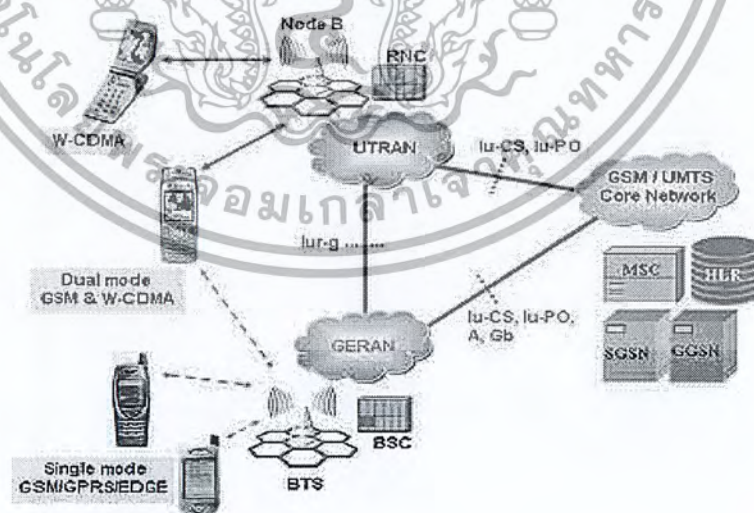 Node B
RNC
W-CDMA
UTRAN
Iu-CS, Iu-PO
GSM / UMTS
Core Network
Iur-g ........
MSC
HLR
Dual mode
GSM & W-CDMA
Iu-CS, Iu-PO,
A, Gb
GERAN
SGSN
GGSN
BSC
Single mode
GSM/GPRS/EDGE
BTS